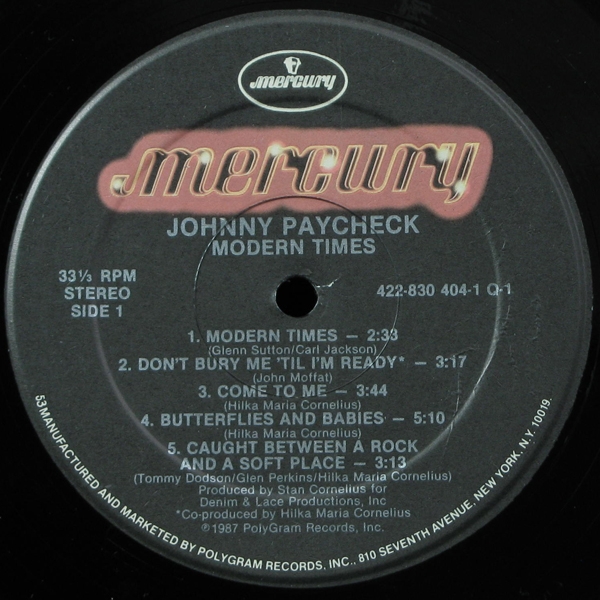 mercury
mercury
JOHNNY PAYCHECK
MODERN TIMES
33 1/3 RPM
STEREO
SIDE 1
422-830 404-1 Q-1
1. MODERN TIMES – 2:33
(Glenn Sutton/Carl Jackson)
2. DON'T BURY ME 'TIL I'M READY* – 3:17
(John Moffat)
3. COME TO ME – 3:44
(Hilka Maria Cornelius)
4. BUTTERFLIES AND BABIES – 5:10
(Hilka Maria Cornelius)
5. CAUGHT BETWEEN A ROCK
AND A SOFT PLACE – 3:13
(Tommy Dodson/Glen Perkins/Hilka Maria Cornelius)
Produced by Stan Cornelius for
Denim & Lace Productions, Inc
*Co-produced by Hilka Maria Cornelius
℗1987 PolyGram Records, Inc.
53 MANUFACTURED AND MARKETED BY POLYGRAM RECORDS, INC., 810 SEVENTH AVENUE, NEW YORK, N.Y. 10019.